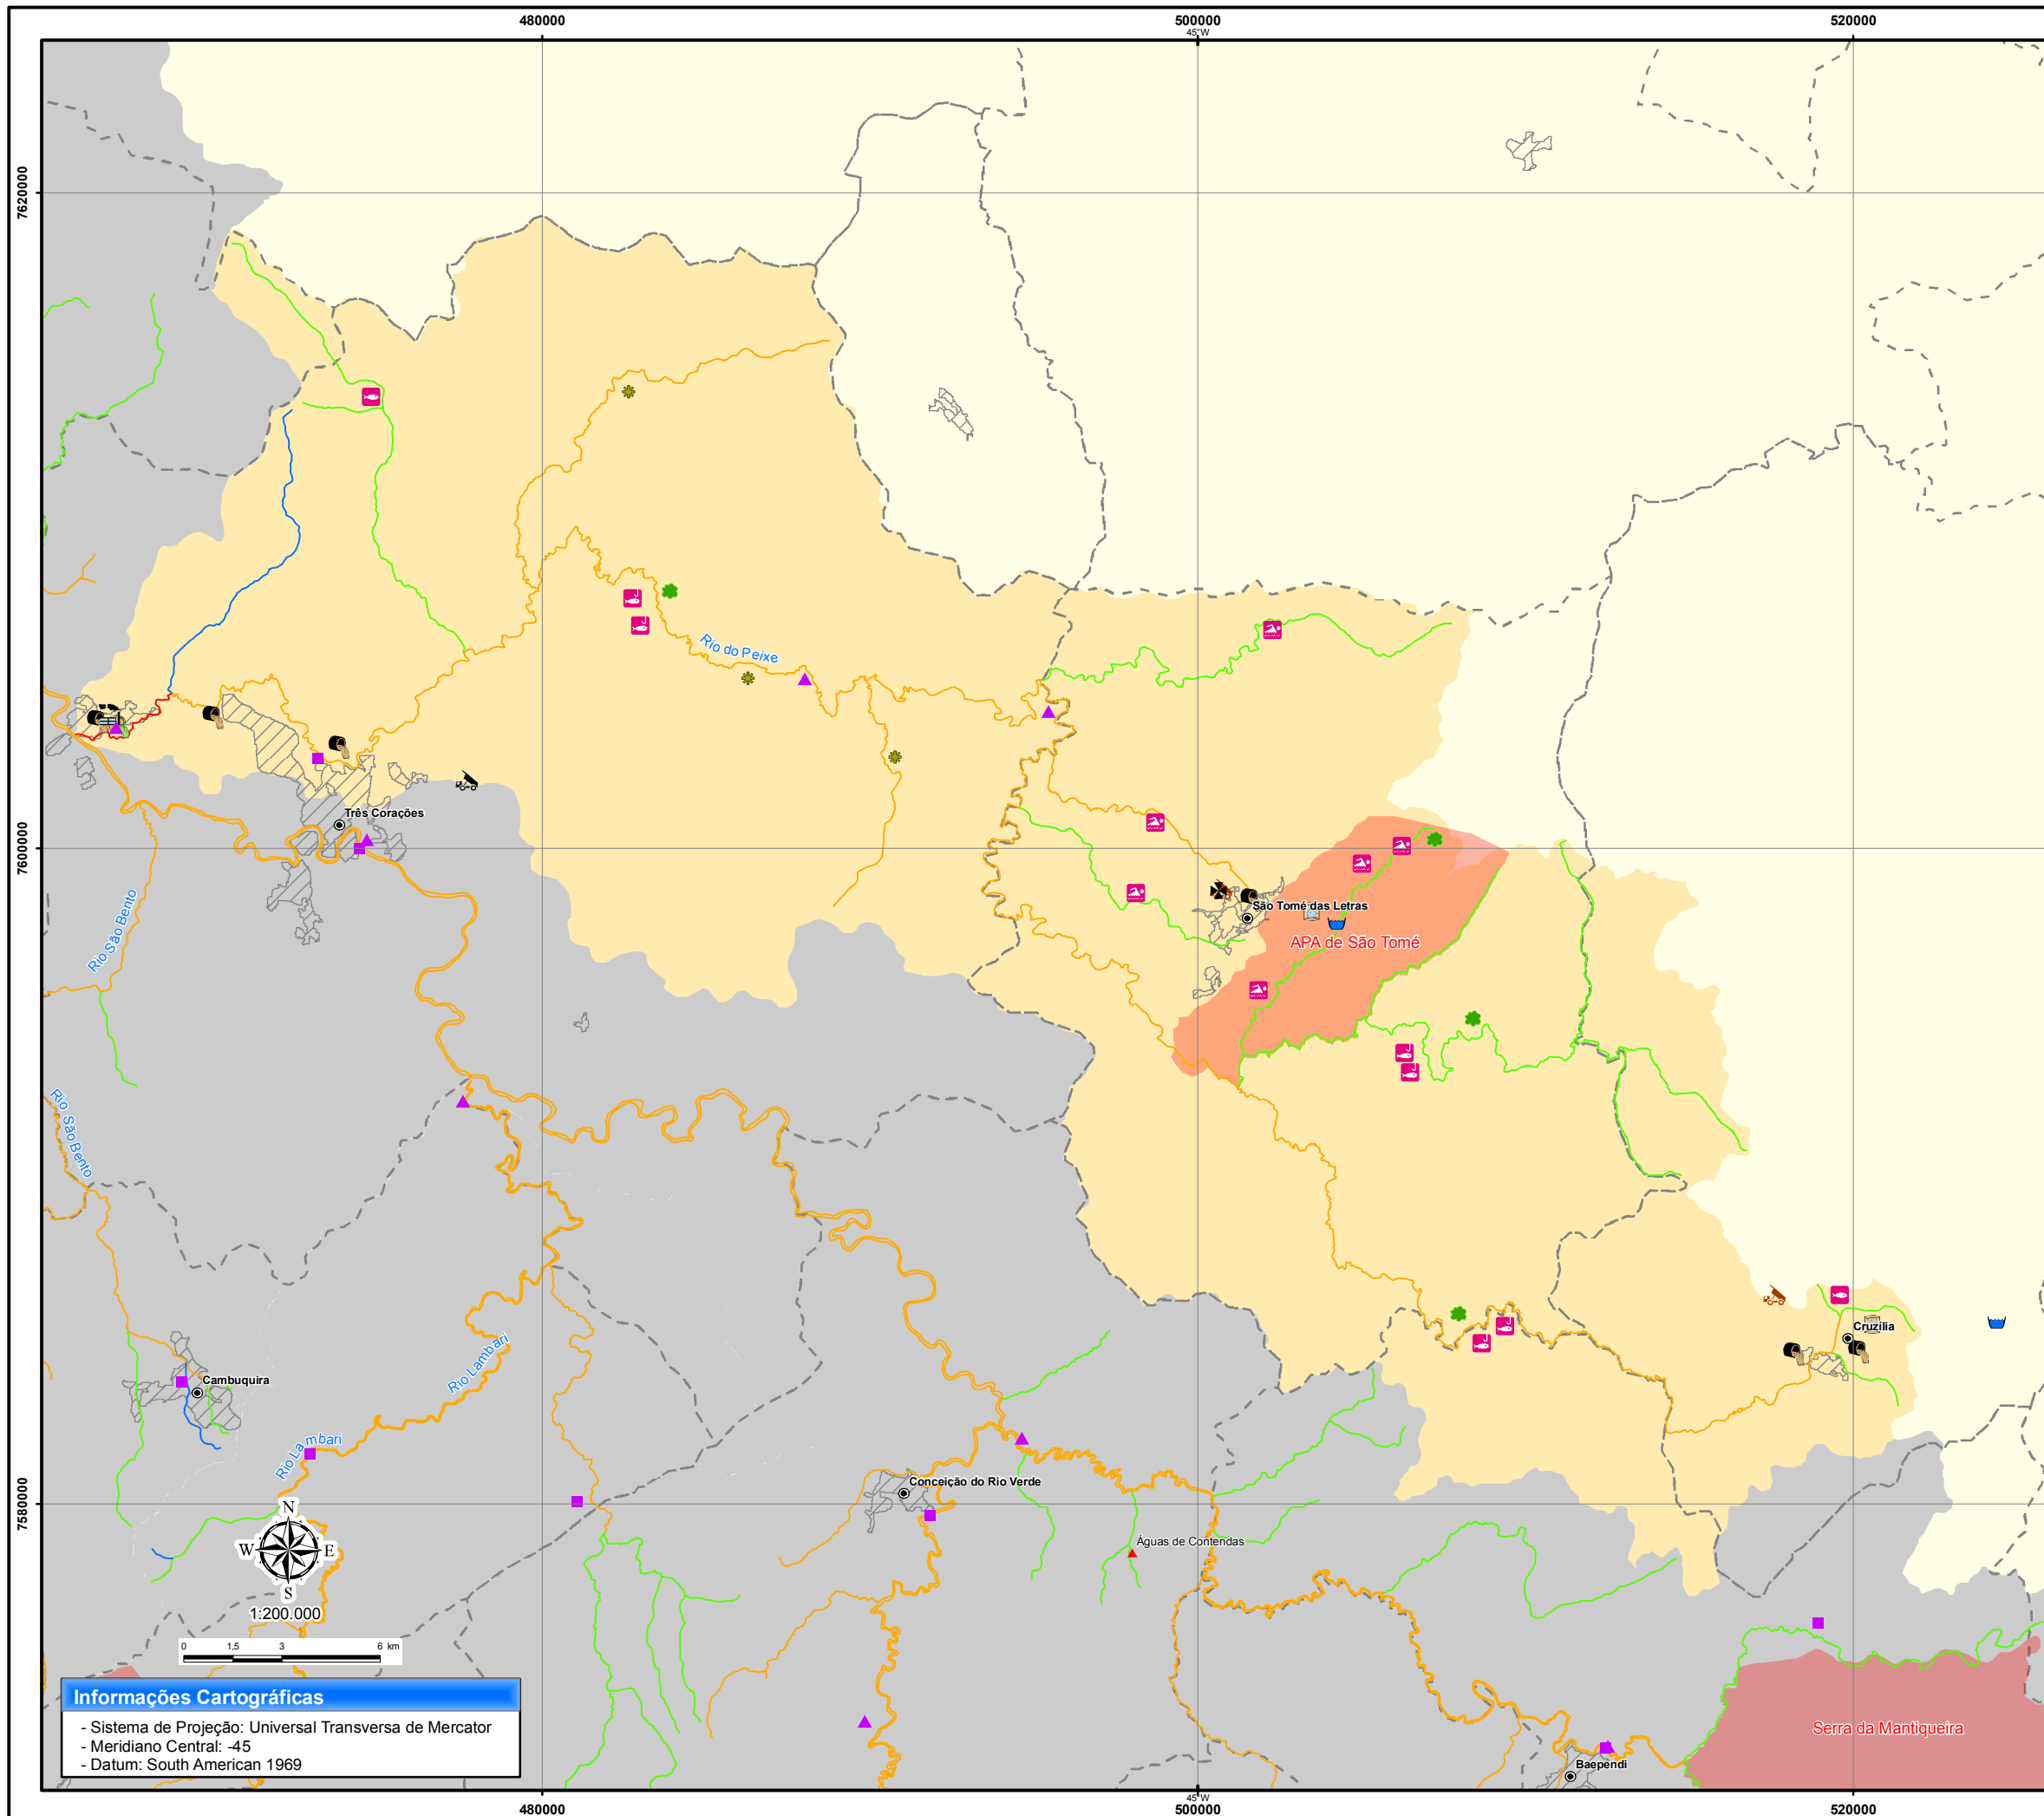 480000
500000
520000
45°W
7620000
Rio do Peixe
Três Corações
7600000
São Tomé das Letras
Rio São Bento
APA de São Tomé
Rio São Bento
Cruzília
Rio Lambari
Cambuquira
Rio Lambari
Conceição do Rio Verde
7580000
N
W
E
S
Águas de Contendas
1:200.000
0 1,5 3 6 km
Informações Cartográficas
- Sistema de Projeção: Universal Transversa de Mercator
- Meridiano Central: -45
- Datum: South American 1969
Serra da Mantiqueira
Baependi
45°W
480000
500000
520000